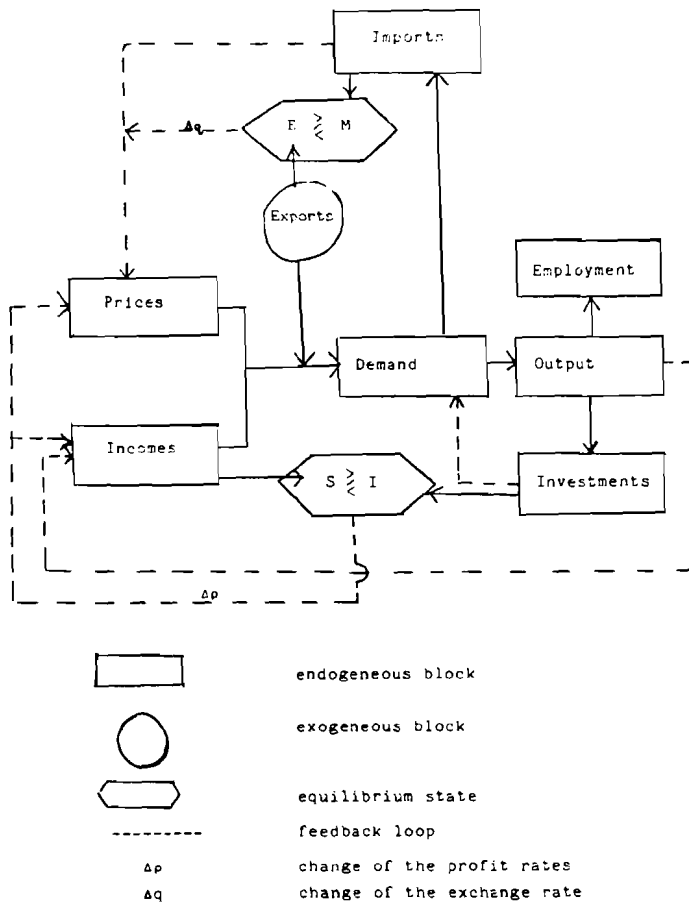 Imports
Δq
E ≷ M
Exports
Employment
Prices
Demand
Output
Incomes
S ≷ I
Investments
Δρ
endogeneous block
exogeneous block
equilibrium state
feedback loop
Δρ change of the profit rates
Δq change of the exchange rate